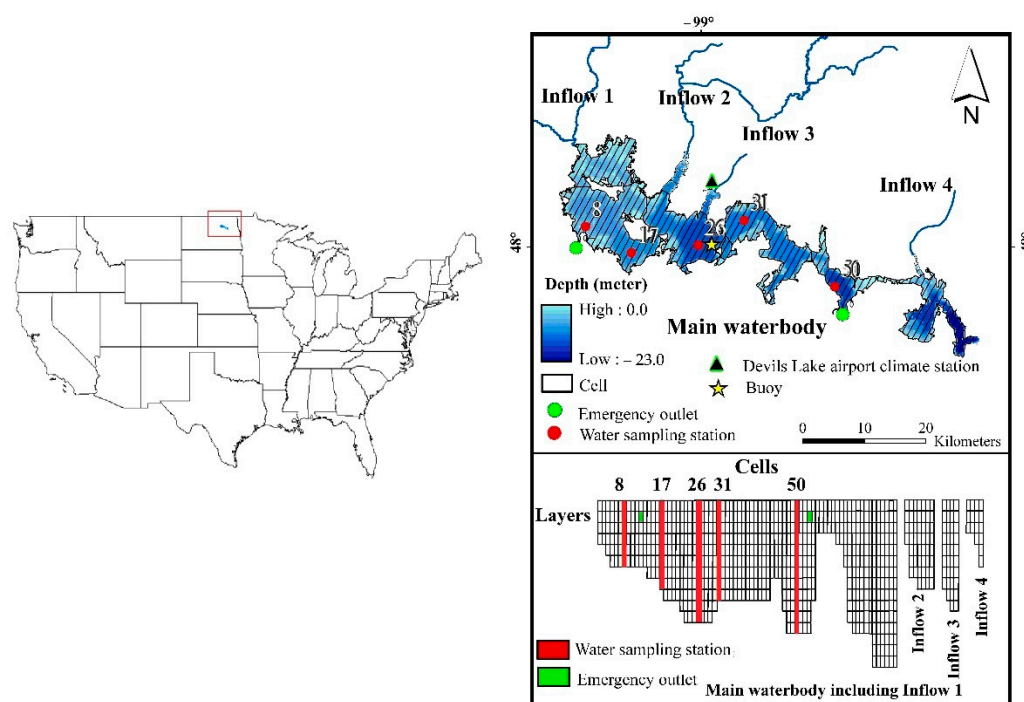 −99°
Inflow 1
Inflow 2
Inflow 3
Inflow 4
N
8
17
26
31
50
48°
Depth (meter)
High : 0.0
Low : − 23.0
Main waterbody
Cell
Devils Lake airport climate station
Buoy
Emergency outlet
Water sampling station
0 10 20
Kilometers
Cells
8 17 26 31 50
Layers
Inflow 2
Inflow 3
Inflow 4
Water sampling station
Emergency outlet
Main waterbody including Inflow 1